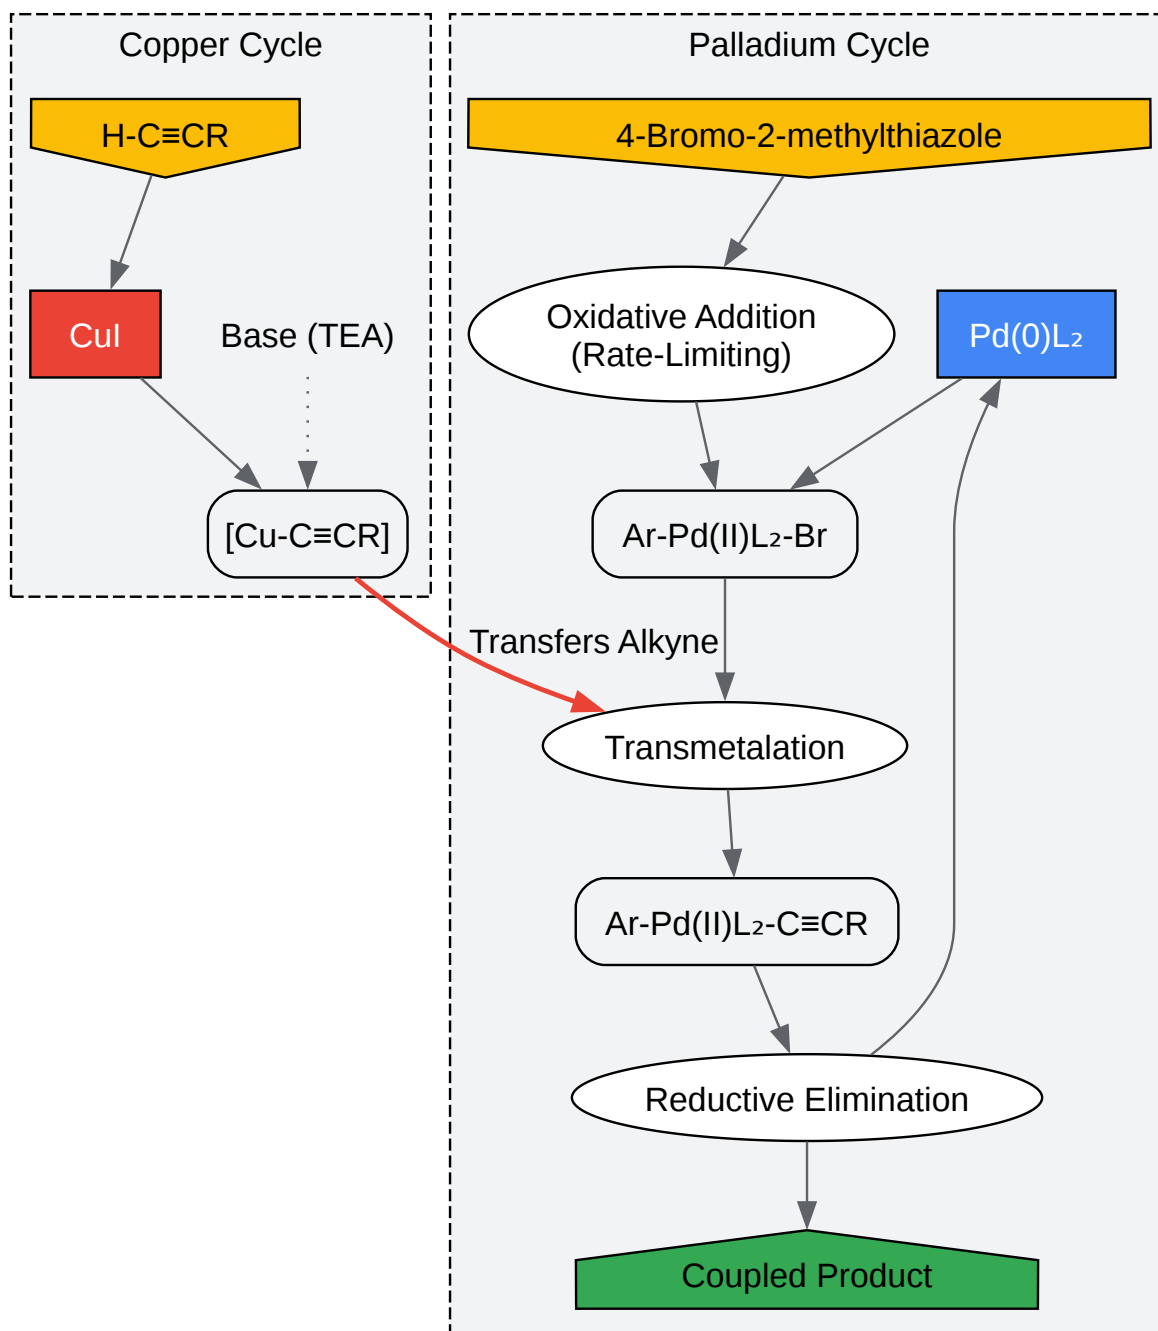 Copper Cycle
H-C≡CR
CuI
Base (TEA)
[Cu-C≡CR]
Transfers Alkyne
Palladium Cycle
4-Bromo-2-methylthiazole
Oxidative Addition
(Rate-Limiting)
Pd(0)L₂
Ar-Pd(II)L₂-Br
Transmetalation
Ar-Pd(II)L₂-C≡CR
Reductive Elimination
Coupled Product